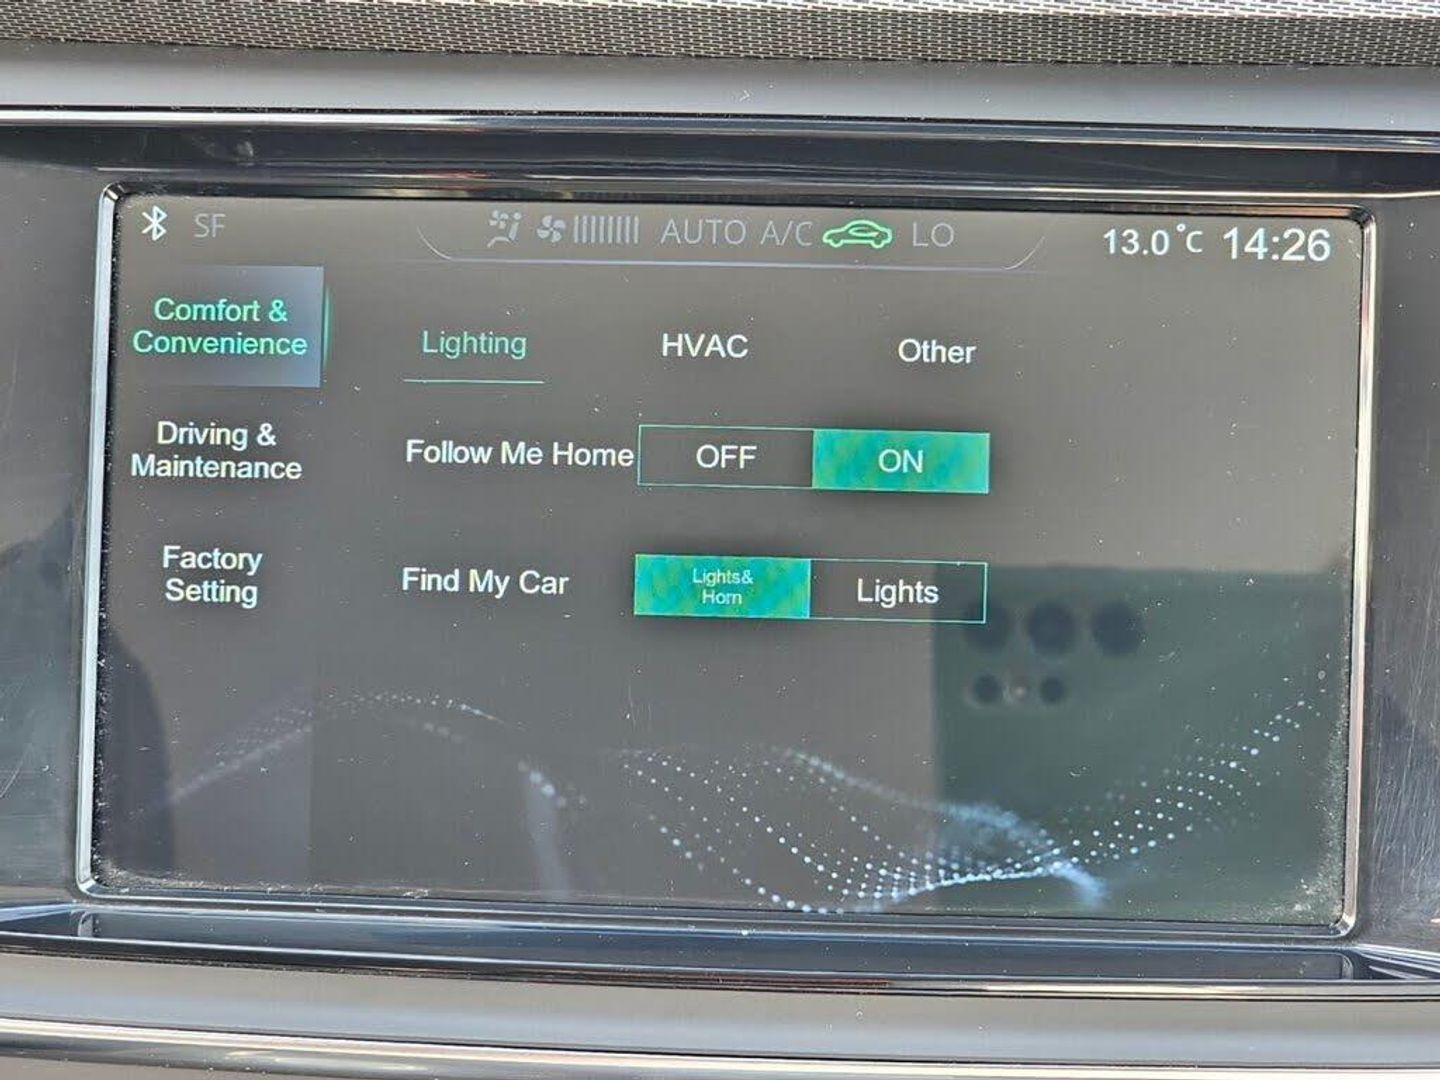 SF AUTO A/C LO 13.0°C 14:26
Comfort &
Convenience
Lighting HVAC Other
Driving &
Maintenance
Follow Me Home OFF ON
Factory
Setting
Find My Car Lights&
Horn Lights